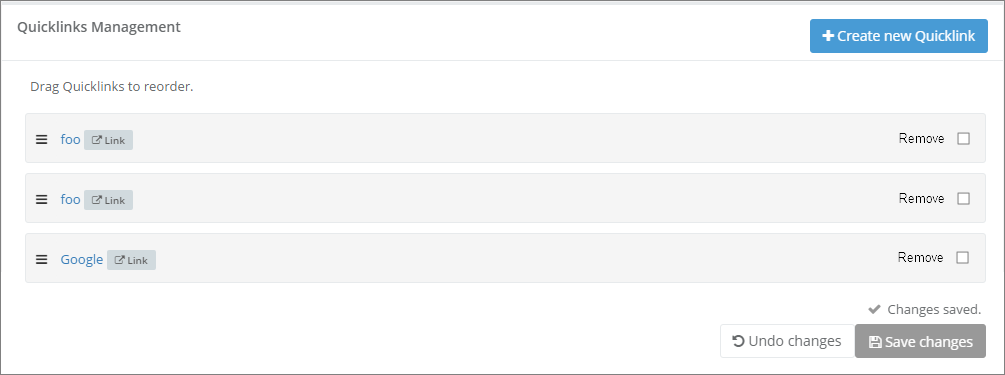 Quicklinks Management
Create new Quicklink
Drag Quicklinks to reorder.
foo Link Remove
foo Link Remove
Google Link Remove
Changes saved.
Undo changes Save changes